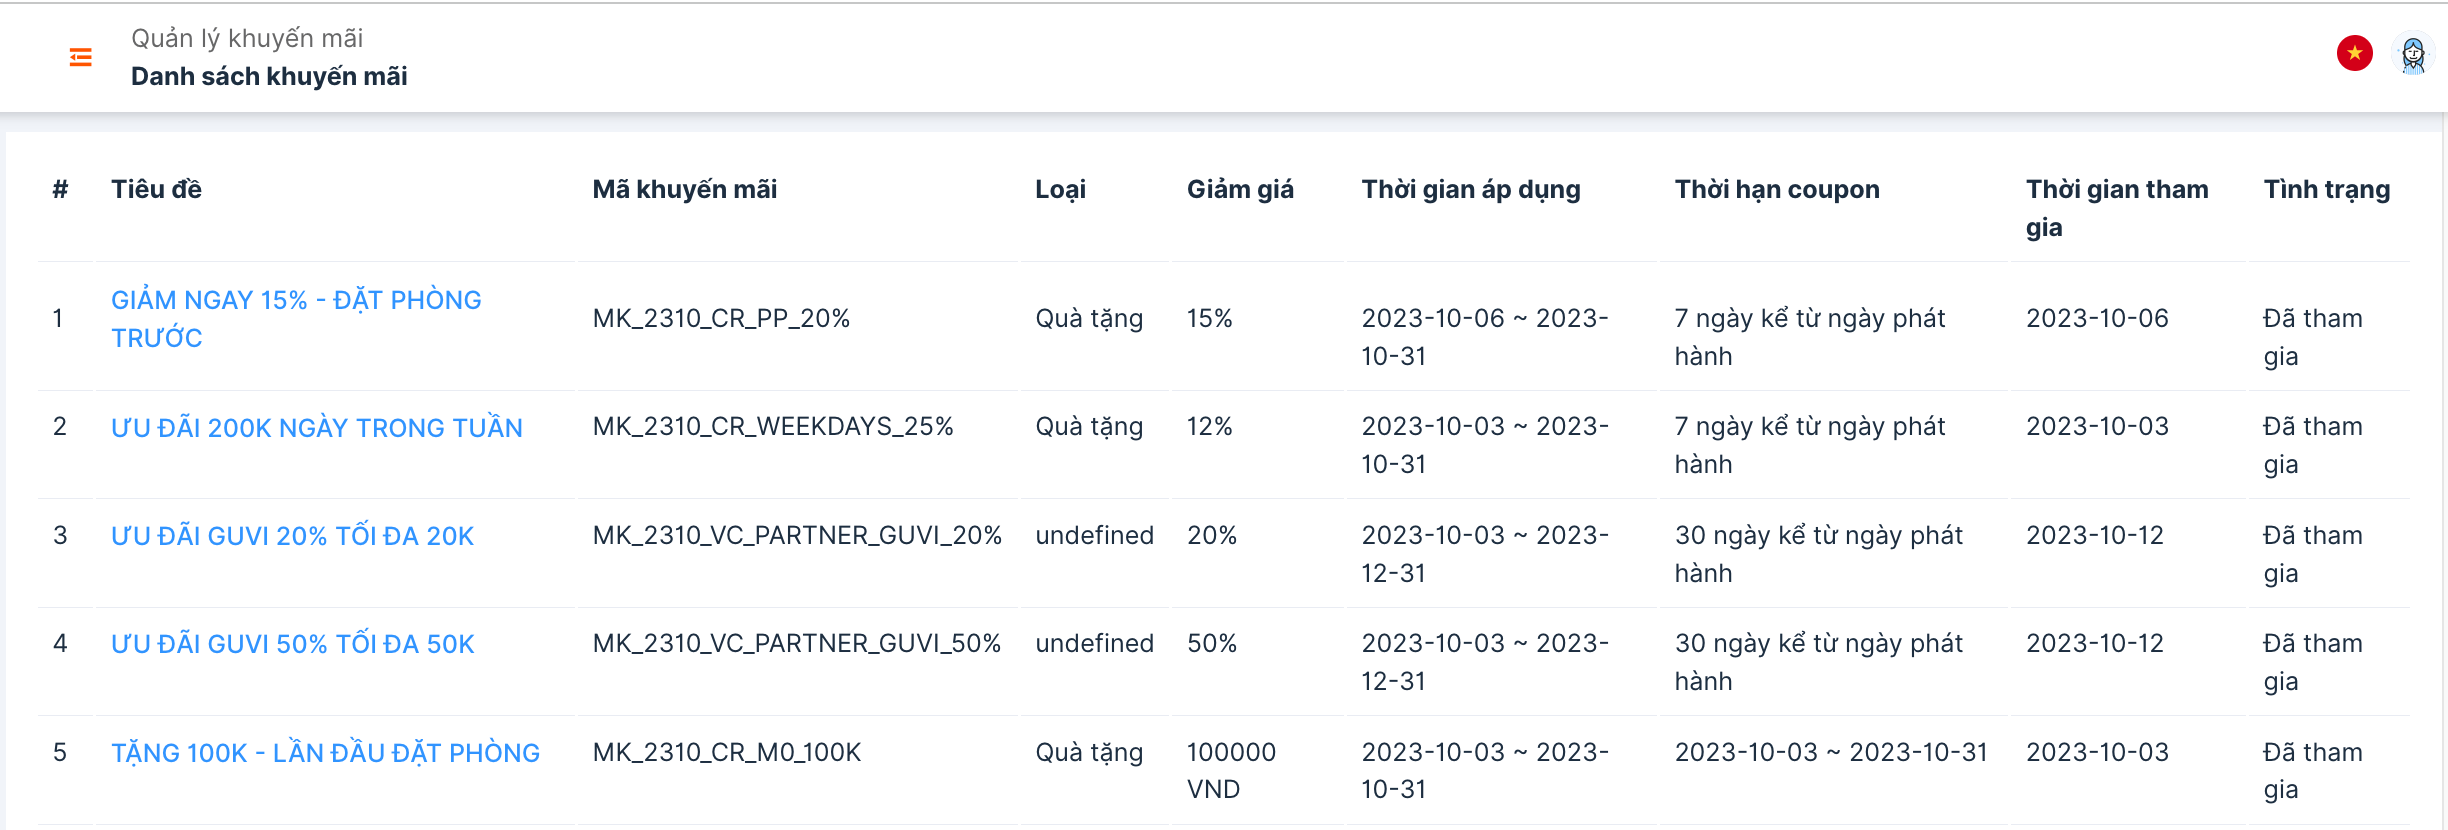 Quản lý khuyến mãi
Danh sách khuyến mãi
# Tiêu đề Mã khuyến mãi Loại Giảm giá Thời gian áp dụng Thời hạn coupon Thời gian tham gia Tình trạng
1 GIẢM NGAY 15% - ĐẶT PHÒNG TRƯỚC MK_2310_CR_PP_20% Quà tặng 15% 2023-10-06 ~ 2023-10-31 7 ngày kể từ ngày phát hành 2023-10-06 Đã tham gia
2 ƯU ĐÃI 200K NGÀY TRONG TUẦN MK_2310_CR_WEEKDAYS_25% Quà tặng 12% 2023-10-03 ~ 2023-10-31 7 ngày kể từ ngày phát hành 2023-10-03 Đã tham gia
3 ƯU ĐÃI GUVI 20% TỐI ĐA 20K MK_2310_VC_PARTNER_GUVI_20% undefined 20% 2023-10-03 ~ 2023-12-31 30 ngày kể từ ngày phát hành 2023-10-12 Đã tham gia
4 ƯU ĐÃI GUVI 50% TỐI ĐA 50K MK_2310_VC_PARTNER_GUVI_50% undefined 50% 2023-10-03 ~ 2023-12-31 30 ngày kể từ ngày phát hành 2023-10-12 Đã tham gia
5 TẶNG 100K - LẦN ĐẦU ĐẶT PHÒNG MK_2310_CR_M0_100K Quà tặng 100000 VND 2023-10-03 ~ 2023-10-31 2023-10-03 ~ 2023-10-31 2023-10-03 Đã tham gia